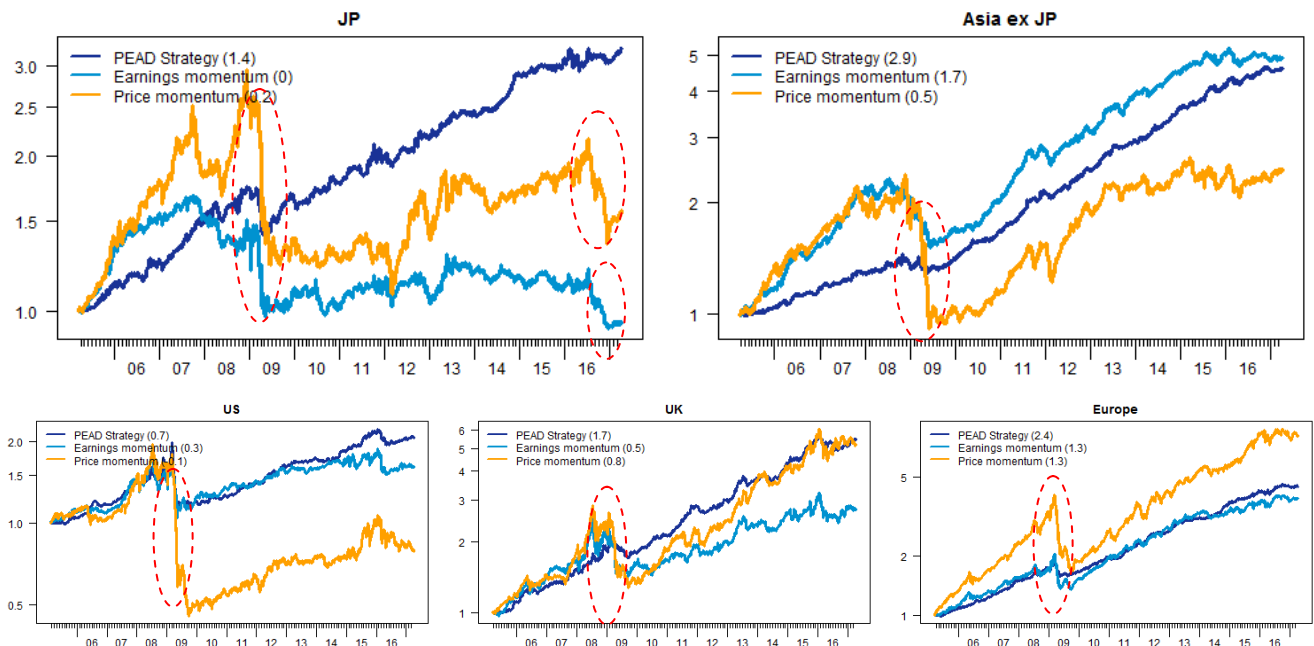 JP
PEAD Strategy (1.4)
Earnings momentum (0)
Price momentum (0.2)
3.0
2.5
2.0
1.5
1.0
06 07 08 09 10 11 12 13 14 15 16
Asia ex JP
PEAD Strategy (2.9)
Earnings momentum (1.7)
Price momentum (0.5)
5
4
3
2
1
06 07 08 09 10 11 12 13 14 15 16
US
PEAD Strategy (0.7)
Earnings momentum (0.3)
Price momentum
2.0
1.5
1.0
0.5
06 07 08 09 10 11 12 13 14 15 16
UK
PEAD Strategy (1.7)
Earnings momentum (0.5)
Price momentum (0.8)
6
5
4
3
2
1
06 07 08 09 10 11 12 13 14 15 16
Europe
PEAD Strategy (2.4)
Earnings momentum (1.3)
Price momentum (1.3)
5
2
1
06 07 08 09 10 11 12 13 14 15 16